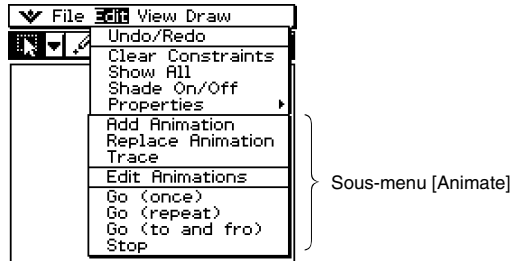 File Edit View Draw
Undo/Redo
Clear Constraints
Show All
Shade On/Off
Properties
Add Animation
Replace Animation
Trace
Edit Animations
Go (once)
Go (repeat)
Go (to and fro)
Stop
Sous-menu [Animate]